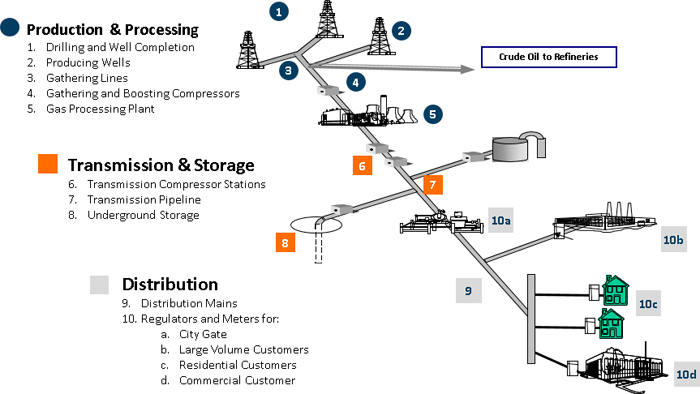 Production & Processing
1. Drilling and Well Completion
2. Producing Wells
3. Gathering Lines
4. Gathering and Boosting Compressors
5. Gas Processing Plant
Transmission & Storage
6. Transmission Compressor Stations
7. Transmission Pipeline
8. Underground Storage
Distribution
9. Distribution Mains
10. Regulators and Meters for:
a. City Gate
b. Large Volume Customers
c. Residential Customers
d. Commercial Customer
1
2
3
Crude Oil to Refineries
4
5
6
7
8
10a
10b
9
10c
10d